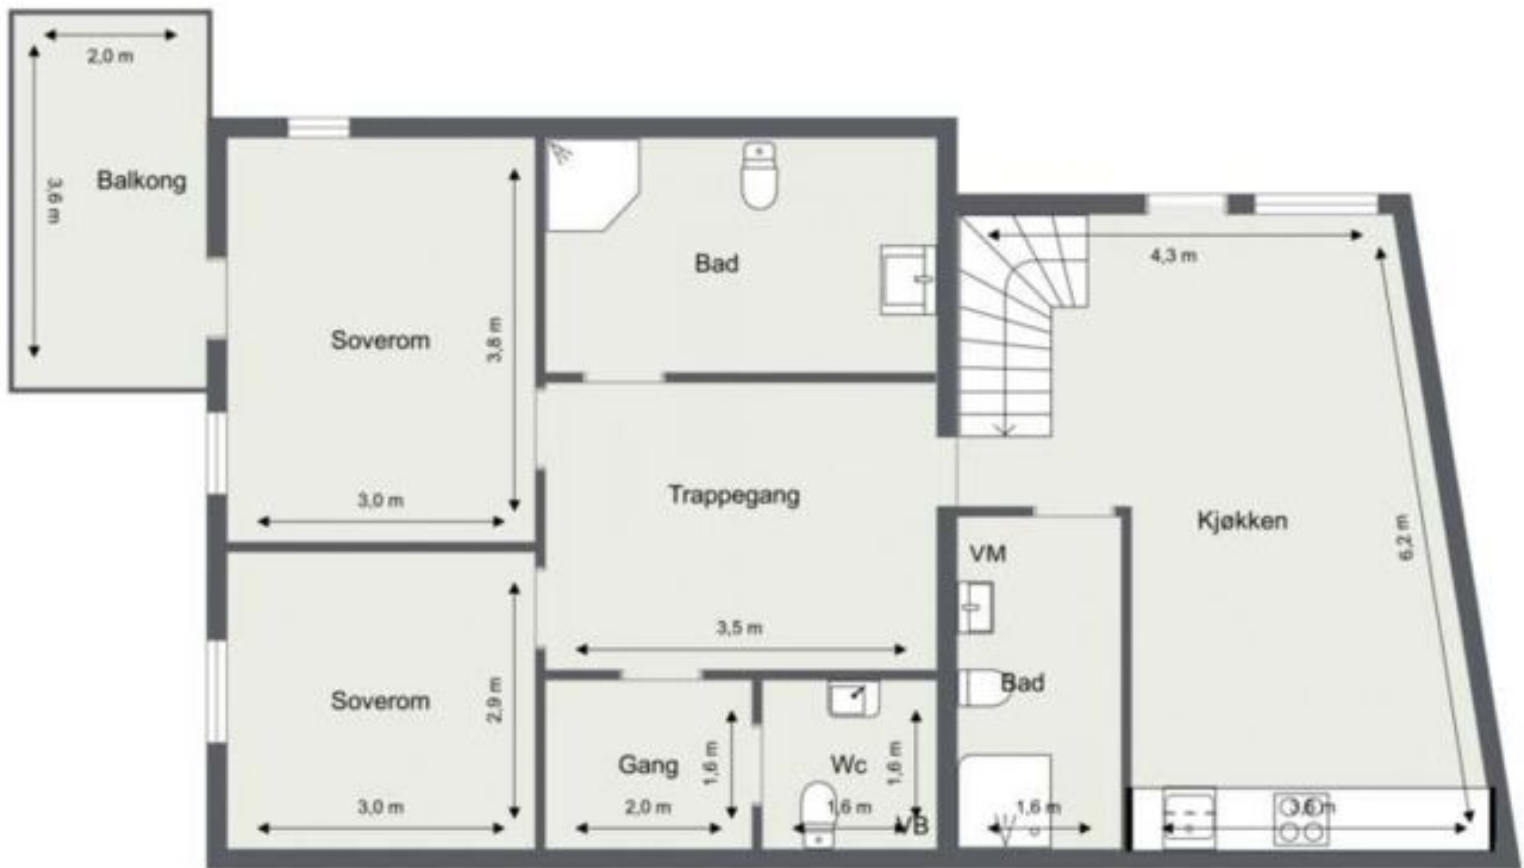 2,0 m
3,6 m
Balkong
Soverom
3,8 m
3,0 m
Bad
4,3 m
Trappegang
3,5 m
Kjøkken
6,2 m
VM
Bad
1,6 m
3,6 m
Soverom
2,9 m
3,0 m
Gang
1,6 m
2,0 m
Wc
1,6 m
1,6 m
VB